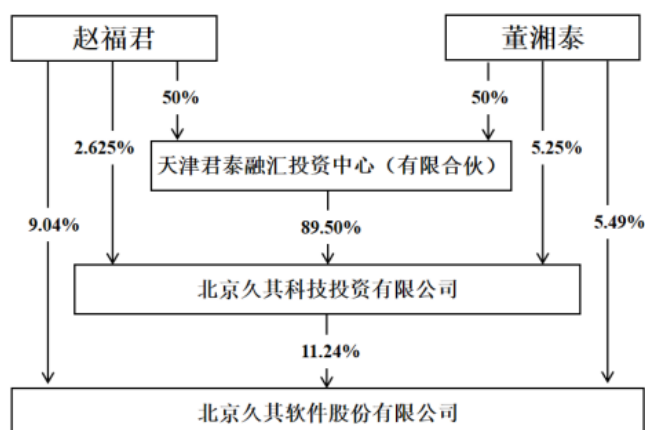 赵福君
董湘泰
50%
50%
2.625%
5.25%
天津君泰融汇投资中心（有限合伙）
9.04%
89.50%
5.49%
北京久其科技投资有限公司
11.24%
北京久其软件股份有限公司